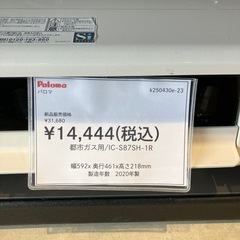 Paloma
パロマ
k250430e-23
新品販売価格
¥31,680
¥14,444(税込)
都市ガス用/IC-S87SH-1R
幅592x 奥行461x高さ218mm
製造年数　2020年製